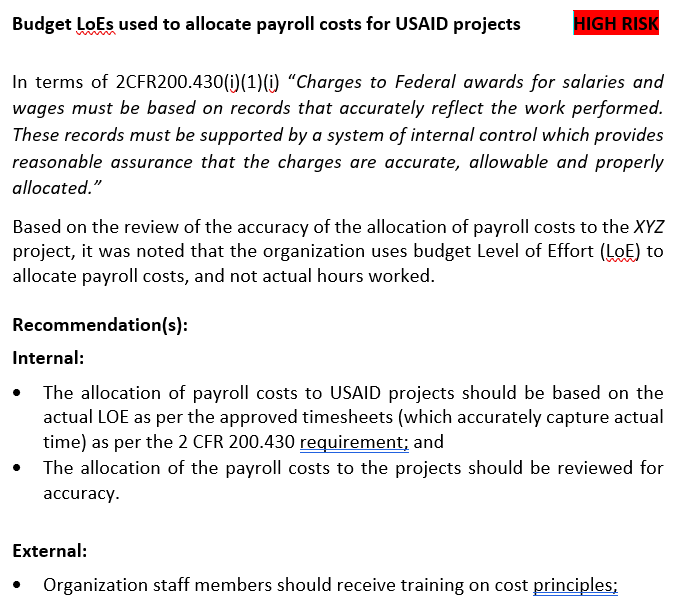 Budget LoEs used to allocate payroll costs for USAID projects HIGH RISK
In terms of 2CFR200.430(i)(1)(i) “Charges to Federal awards for salaries and
wages must be based on records that accurately reflect the work performed.
These records must be supported by a system of internal control which provides
reasonable assurance that the charges are accurate, allowable and properly
allocated.”
Based on the review of the accuracy of the allocation of payroll costs to the XYZ
project, it was noted that the organization uses budget Level of Effort (LoE) to
allocate payroll costs, and not actual hours worked.
Recommendation(s):
Internal:
• The allocation of payroll costs to USAID projects should be based on the
actual LOE as per the approved timesheets (which accurately capture actual
time) as per the 2 CFR 200.430 requirement; and
• The allocation of the payroll costs to the projects should be reviewed for
accuracy.
External:
• Organization staff members should receive training on cost principles;